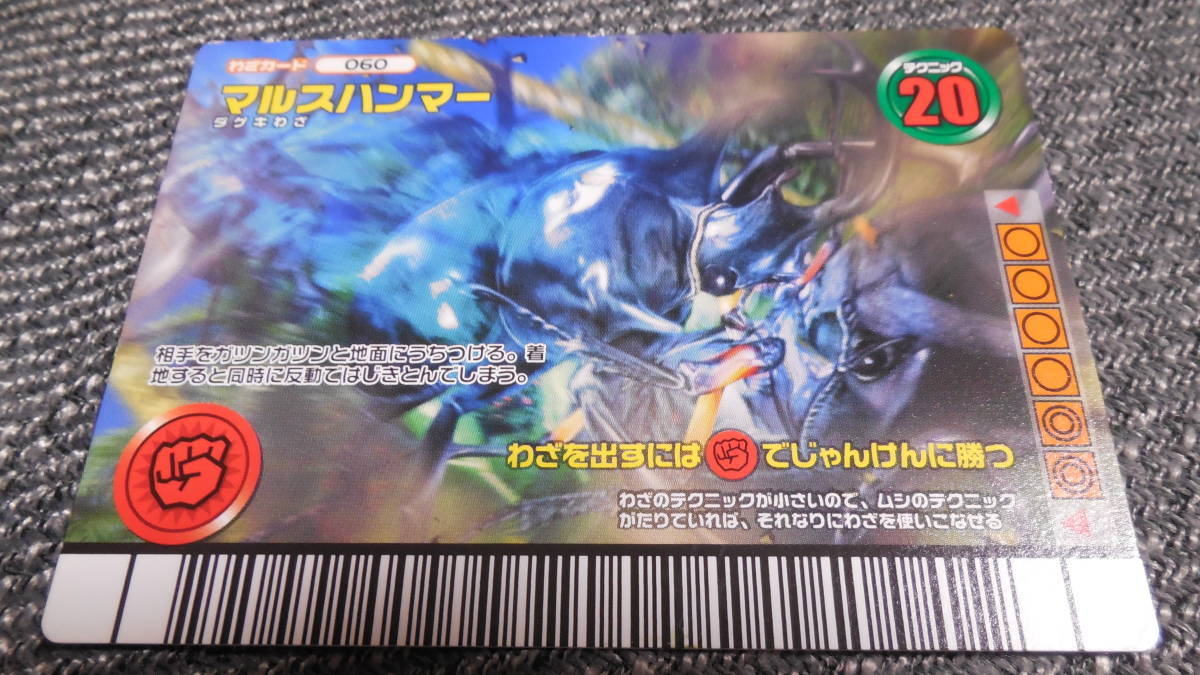 わざカード 060
マルスハンマー
ダゲキわざ
テクニック
20
相手をガツンガツンと地面にうちつける。着
地すると同時に反動ではじきとんでしまう。
わざを出すには でじゃんけんに勝つ
わざのテクニックが小さいので、ムシのテクニック
がたりていれば、それなりにわざを使いこなせる